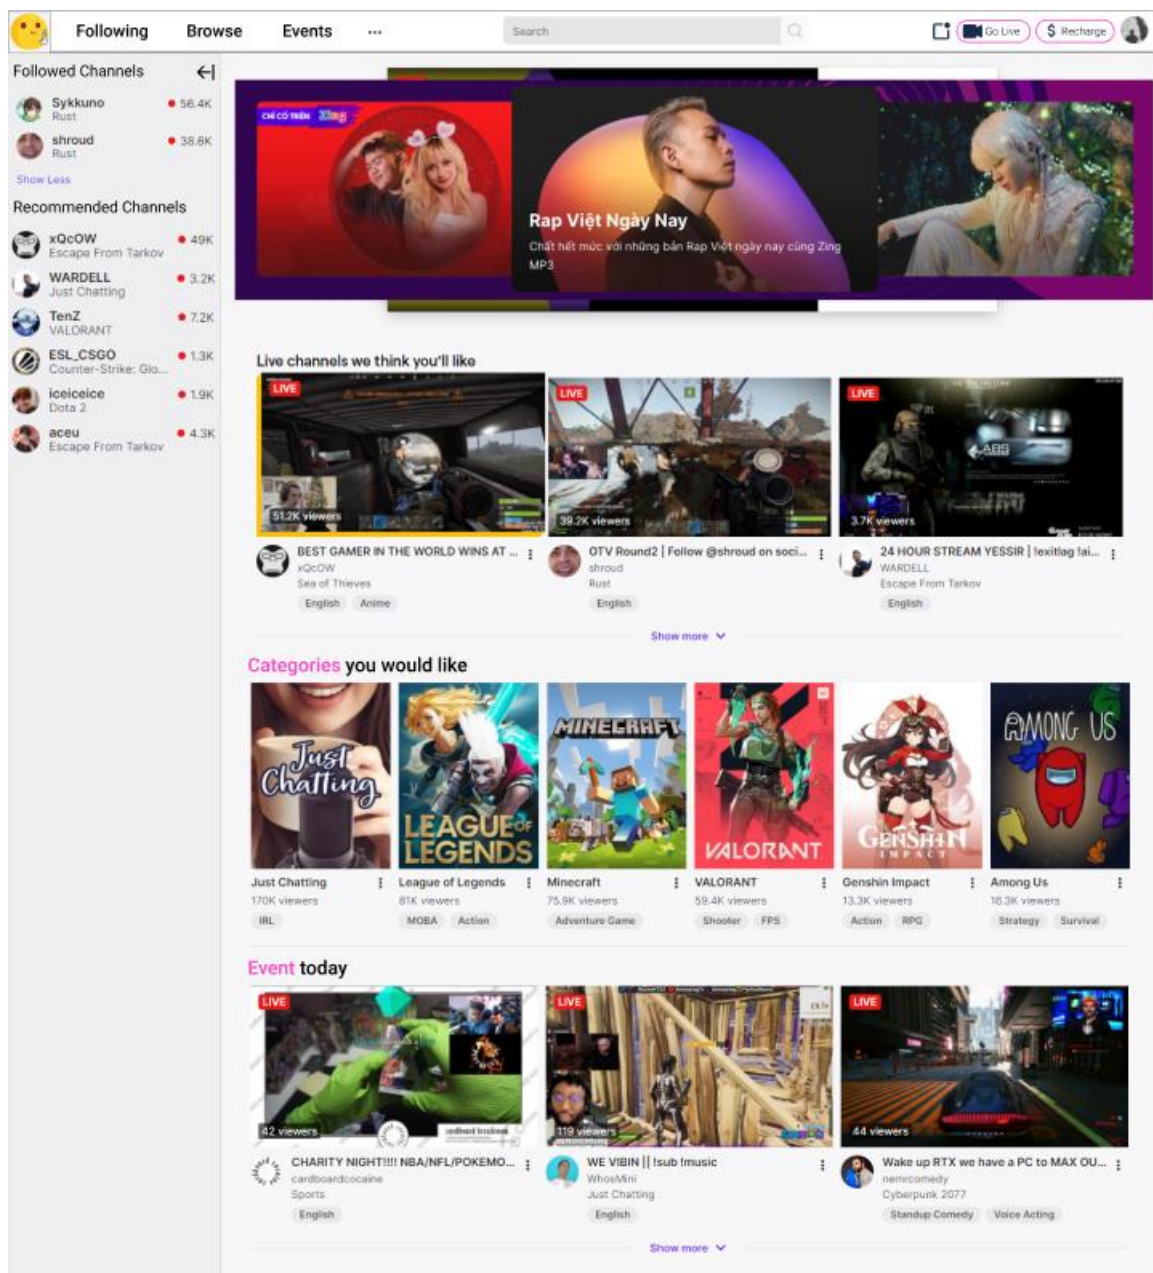 Following Browse Events ...
Search
Go Live
$ Recharge
Followed Channels
Sykkuno 56.4K
Rust
shroud 38.6K
Rust
Show Less
Recommended Channels
xQcOW 49K
Escape From Tarkov
WARDELL 3.2K
Just Chatting
TenZ 7.2K
VALORANT
ESL_CSGO 1.3K
Counter-Strike: Glo...
iceiceice 1.9K
Dota 2
aceu 4.3K
Escape From Tarkov
CHỈ CÓ TRÊN Zing
Rap Việt Ngày Nay
Chất hết mức với những bản Rap Việt ngày nay cùng Zing
MP3
Live channels we think you'll like
LIVE LIVE LIVE
LABS
51.2K viewers 39.2K viewers 3.7K viewers
BEST GAMER IN THE WORLD WINS AT ... OTV Round2 | Follow @shroud on soci... 24 HOUR STREAM YESSIR | !exitlag !ai...
xQcOW shroud WARDELL
Sea of Thieves Rust Escape From Tarkov
English Anime English English
Show more
Categories you would like
Just Chatting
LEAGUE OF LEGENDS
MINECRAFT
VALORANT
GENSHIN IMPACT
AMONG US
Just Chatting League of Legends Minecraft VALORANT Genshin Impact Among Us
170K viewers 81K viewers 75.9K viewers 59.4K viewers 13.3K viewers 16.3K viewers
IRL MOBA Action Adventure Game Shooter FPS Action RPG Strategy Survival
Event today
LIVE LIVE LIVE
42 viewers 119 viewers 44 viewers
CHARITY NIGHT!!!! NBA/NFL/POKEMO... WE VIBIN || !sub !music Wake up RTX we have a PC to MAX OU...
cardboardcocaine WhosMini nemrcomedy
Sports Just Chatting Cyberpunk 2077
English English Standup Comedy Voice Acting
Show more